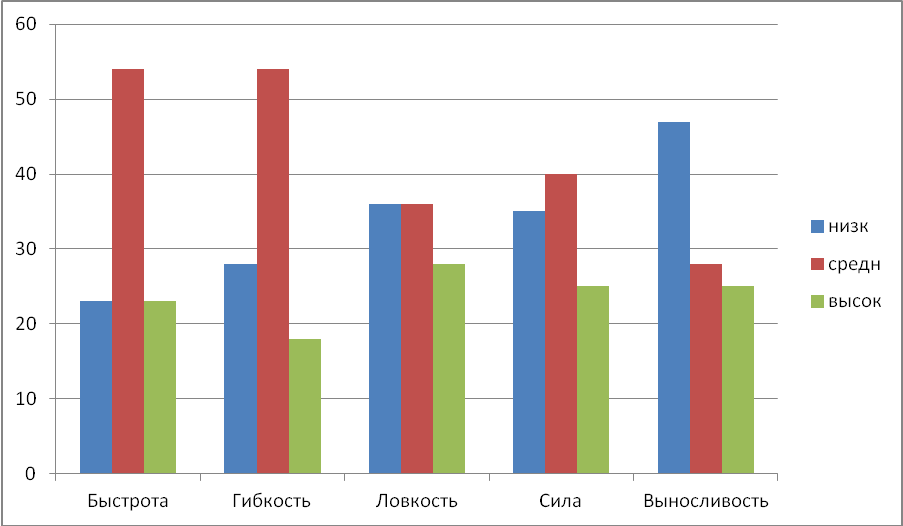 60
50
40
30
20
10
0
Быстрота
Гибкость
Ловкость
Сила
Выносливость
низк
средн
высок